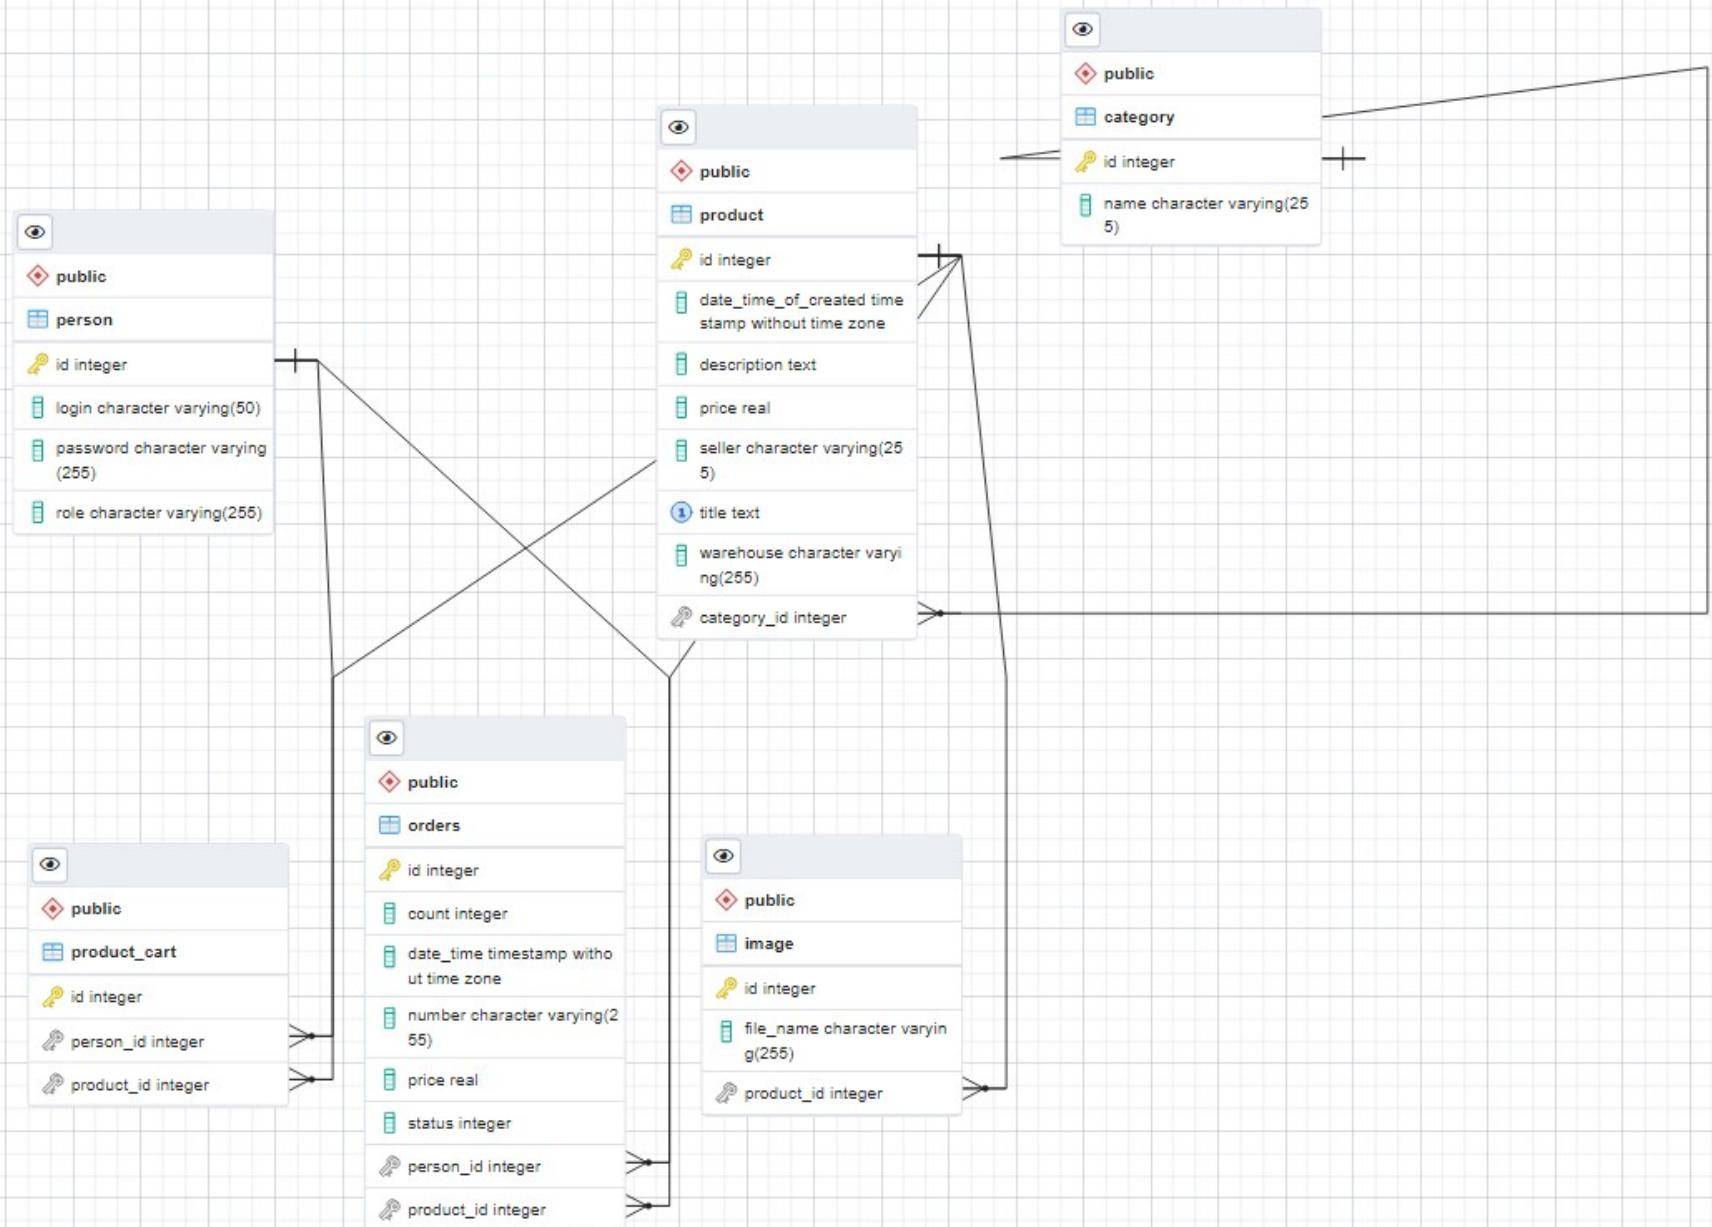 public
category
id integer
name character varying(25
5)
public
product
id integer
date_time_of_created time
stamp without time zone
description text
price real
seller character varying(25
5)
1 title text
warehouse character varyi
ng(255)
category_id integer
public
person
id integer
login character varying(50)
password character varying
(255)
role character varying(255)
public
orders
id integer
count integer
date_time timestamp witho
ut time zone
number character varying(2
55)
price real
status integer
person_id integer
product_id integer
public
image
id integer
file_name character varyin
g(255)
product_id integer
public
product_cart
id integer
person_id integer
product_id integer